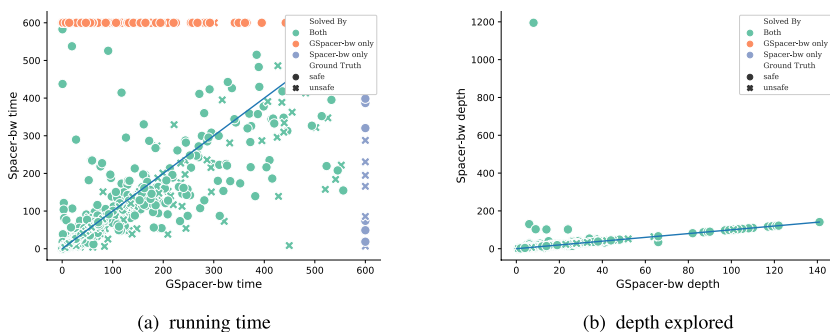 600
500
400
300
200
100
0
Spacer-bw time
0
100
200
300
400
500
600
GSpacer-bw time
Solved By
Both
GSpacer-bw only
Spacer-bw only
Ground Truth
safe
unsafe
(a) running time
1200
1000
800
600
400
200
0
Spacer-bw depth
0
20
40
60
80
100
120
140
GSpacer-bw depth
Solved By
Both
GSpacer-bw only
Spacer-bw only
Ground Truth
safe
unsafe
(b) depth explored